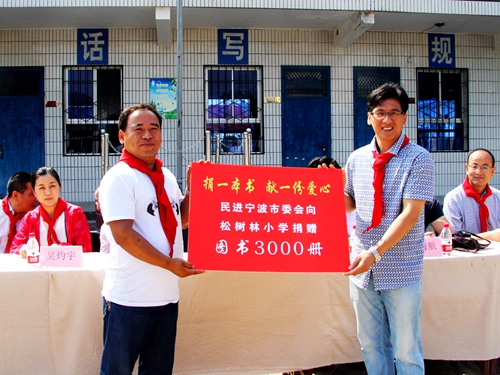 话 写 规
捐一本书 献一份爱心
民进宁波市委会向
松树林小学捐赠
图书3000册
吴灼宇